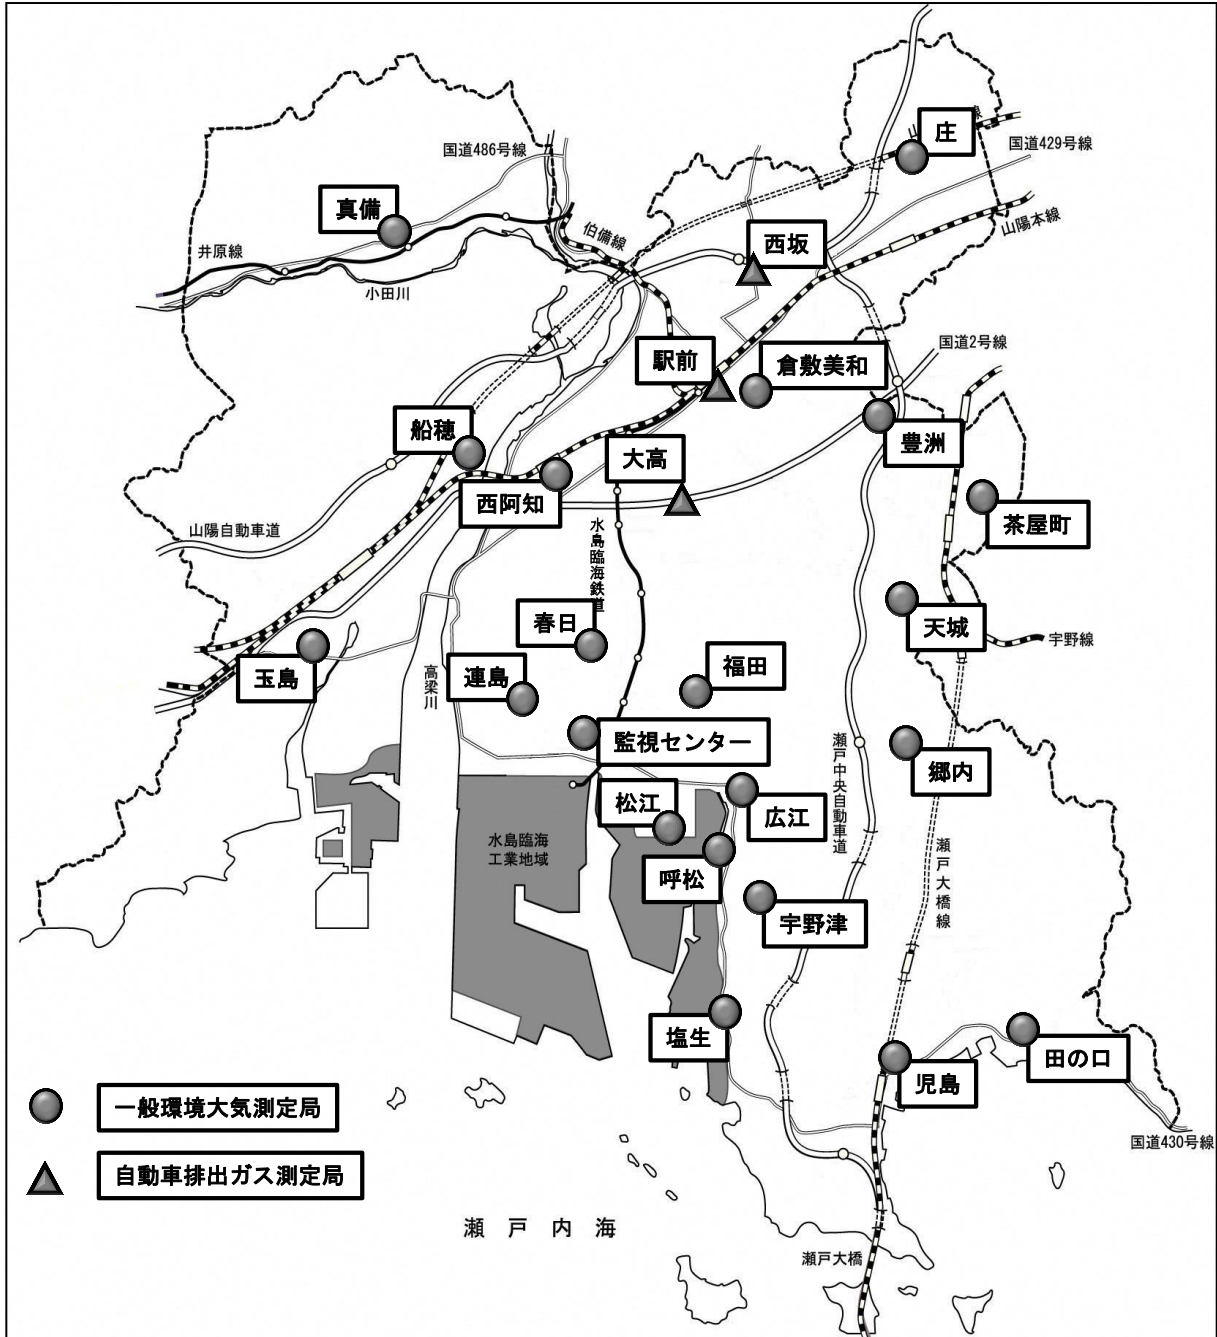 庄
線
国道429号線
国道486号線
真備
山陽本線
伯備線
西坂
井原線
小田川
国道2号線
駅前
倉敷美和
船穂
豊洲
大高
西阿知
茶屋町
山陽自動車道
水島臨海鉄道
天城
春日
宇野線
福田
玉島
連島
高梁川
監視センター
瀬戸中央自動車道
郷内
松江
広江
水島臨海
工業地域
呼松
瀬戸大橋線
宇野津
塩生
田の口
児島
一般環境大気測定局
国道430号線
自動車排出ガス測定局
瀬戸内海
瀬戸大橋